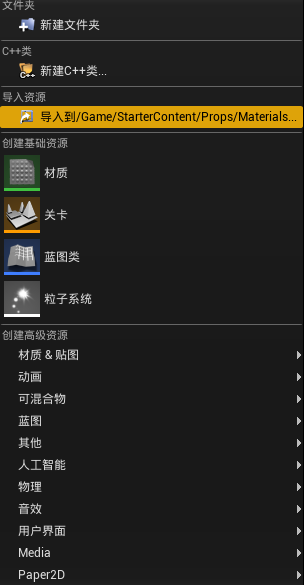 文件夹
新建文件夹
C++类
新建C++类...
导入资源
导入到/Game/StarterContent/Props/Materials...
创建基础资源
材质
关卡
蓝图类
粒子系统
创建高级资源
材质 & 贴图
动画
可混合物
蓝图
其他
人工智能
物理
音效
用户界面
Media
Paper2D